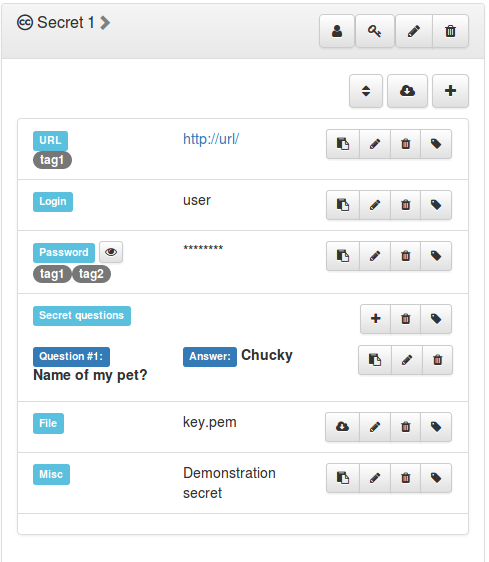 Secret 1
URL
http://url/
tag1
Login
user
Password
********
tag1 tag2
Secret questions
Question #1:
Name of my pet?
Answer: Chucky
File
key.pem
Misc
Demonstration
secret